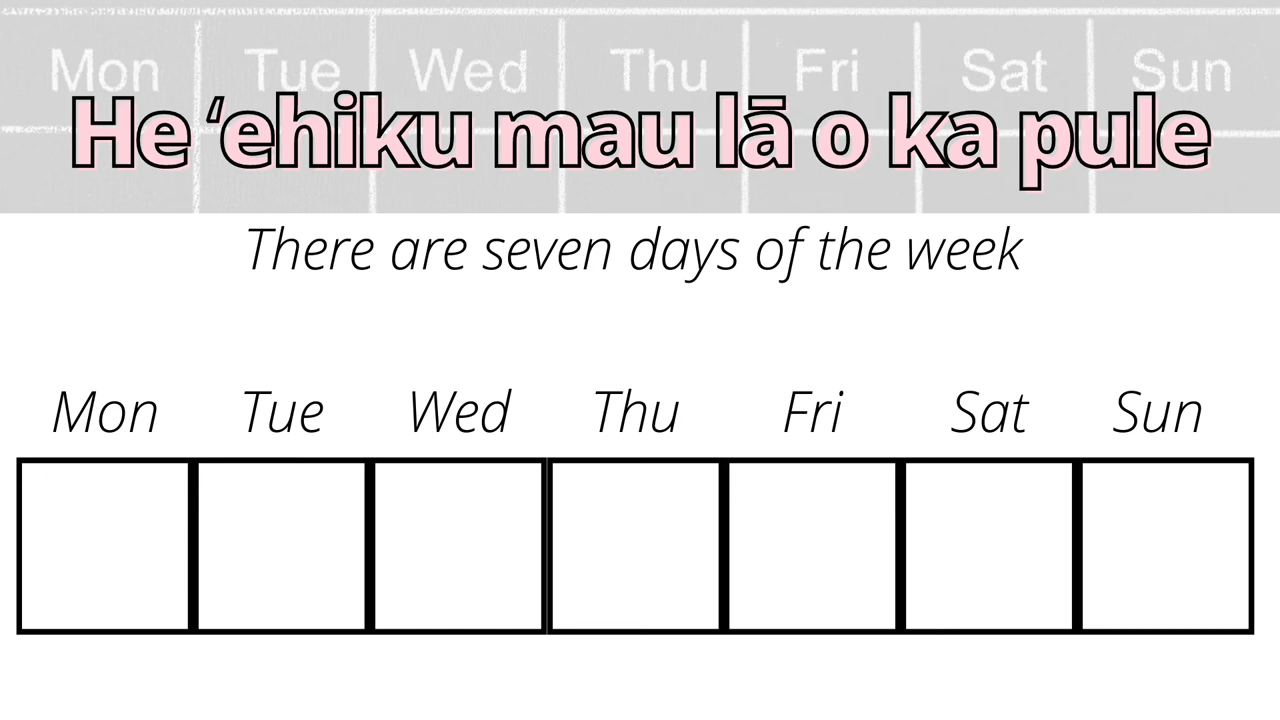 Mon Tue Wed Thu Fri Sat Sun
He ʻehiku mau lā o ka pule
There are seven days of the week
Mon Tue Wed Thu Fri Sat Sun